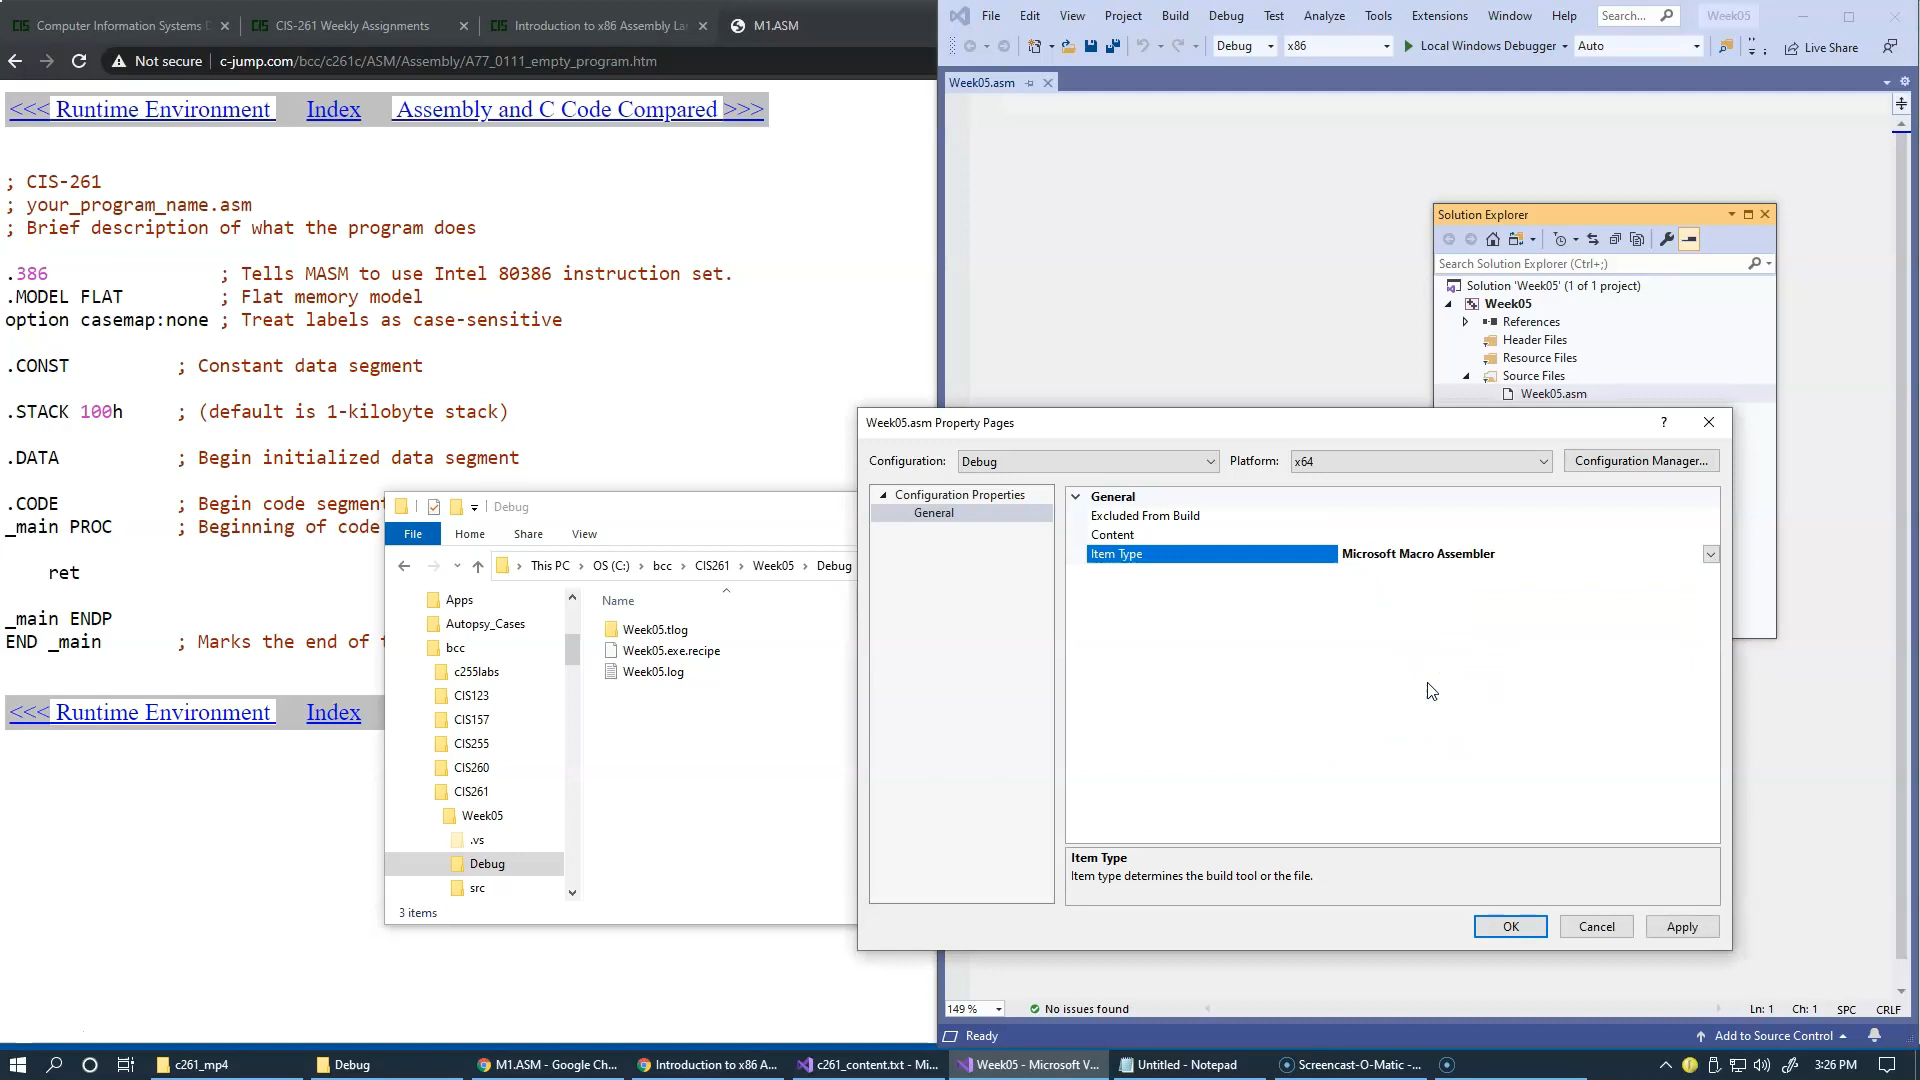 Computer Information Systems D
CIS-261 Weekly Assignments
Introduction to x86 Assembly La
M1.ASM
Not secure
c-jump.com/bcc/c261c/ASM/Assembly/A77_0111_empty_program.htm
<<< Runtime Environment Index Assembly and C Code Compared >>>
; CIS-261
; your_program_name.asm
; Brief description of what the program does
.386 ; Tells MASM to use Intel 80386 instruction set.
.MODEL FLAT ; Flat memory model
option casemap:none ; Treat labels as case-sensitive
.CONST ; Constant data segment
.STACK 100h ; (default is 1-kilobyte stack)
.DATA ; Begin initialized data segment
.CODE ; Begin code segment
_main PROC ; Beginning of code
ret
_main ENDP
END _main ; Marks the end of t
<<< Runtime Environment Index
Debug
File Home Share View
This PC › OS (C:) › bcc › CIS261 › Week05 › Debug
Apps
Autopsy_Cases
bcc
c255labs
CIS123
CIS157
CIS255
CIS260
CIS261
Week05
.vs
Debug
src
Name
Week05.tlog
Week05.exe.recipe
Week05.log
3 items
File Edit View Project Build Debug Test Analyze Tools Extensions Window Help Search... Week05
Debug x86 Local Windows Debugger Auto Live Share
Week05.asm
Solution Explorer
Search Solution Explorer (Ctrl+;)
Solution 'Week05' (1 of 1 project)
Week05
References
Header Files
Resource Files
Source Files
Week05.asm
Week05.asm Property Pages ?
Configuration: Debug Platform: x64 Configuration Manager...
Configuration Properties
General
General
Excluded From Build
Content
Item Type Microsoft Macro Assembler
Item Type
Item type determines the build tool or the file.
OK Cancel Apply
149 % No issues found Ln: 1 Ch: 1 SPC CRLF
Ready Add to Source Control
c261_mp4 Debug M1.ASM - Google Ch... Introduction to x86 A... c261_content.txt - Mi... Week05 - Microsoft V... Untitled - Notepad Screencast-O-Matic -... 3:26 PM